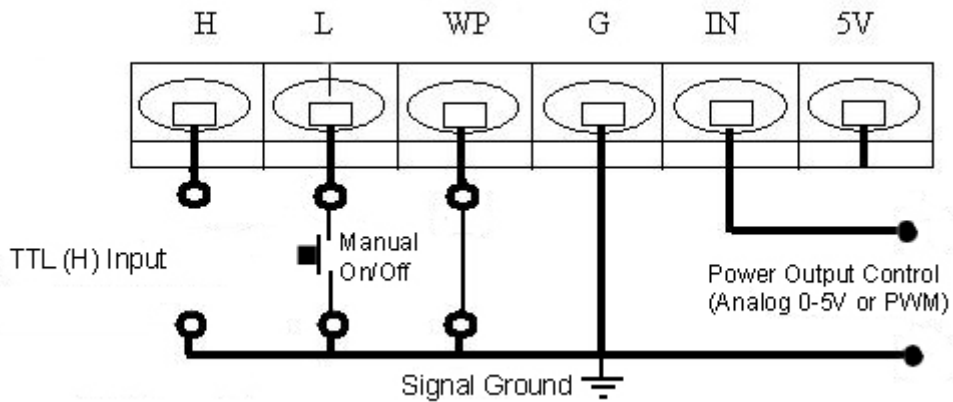 H L WP G IN 5V
Manual
On/Off
TTL (H) Input
Power Output Control
(Analog 0-5V or PWM)
Signal Ground